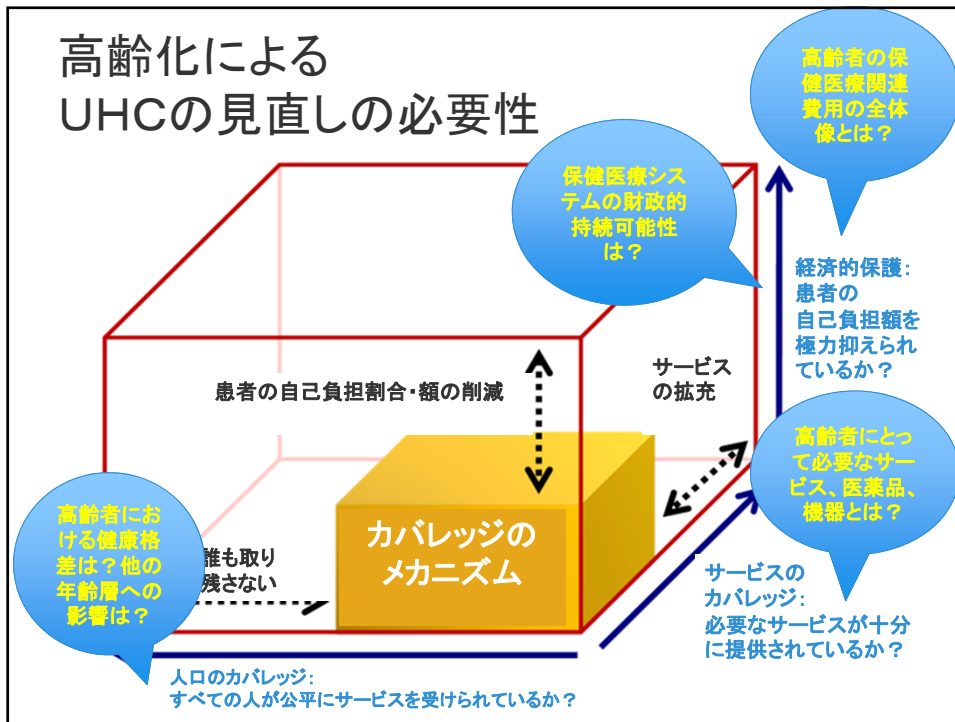 高齢化による
UHCの見直しの必要性
高齢者の保
健医療関連
費用の全体
像とは？
保健医療シス
テムの財政的
持続可能性
は？
経済的保護：
患者の
自己負担額を
極力抑えられ
ているか？
患者の自己負担割合・額の削減
サービス
の拡充
高齢者にとっ
て必要なサー
ビス、医薬品、
機器とは？
カバレッジの
メカニズム
高齢者にお
ける健康格
差は？他の
年齢層への
影響は？
誰も取り
残さない
サービスの
カバレッジ：
必要なサービスが十分
に提供されているか？
人口のカバレッジ：
すべての人が公平にサービスを受けられているか？